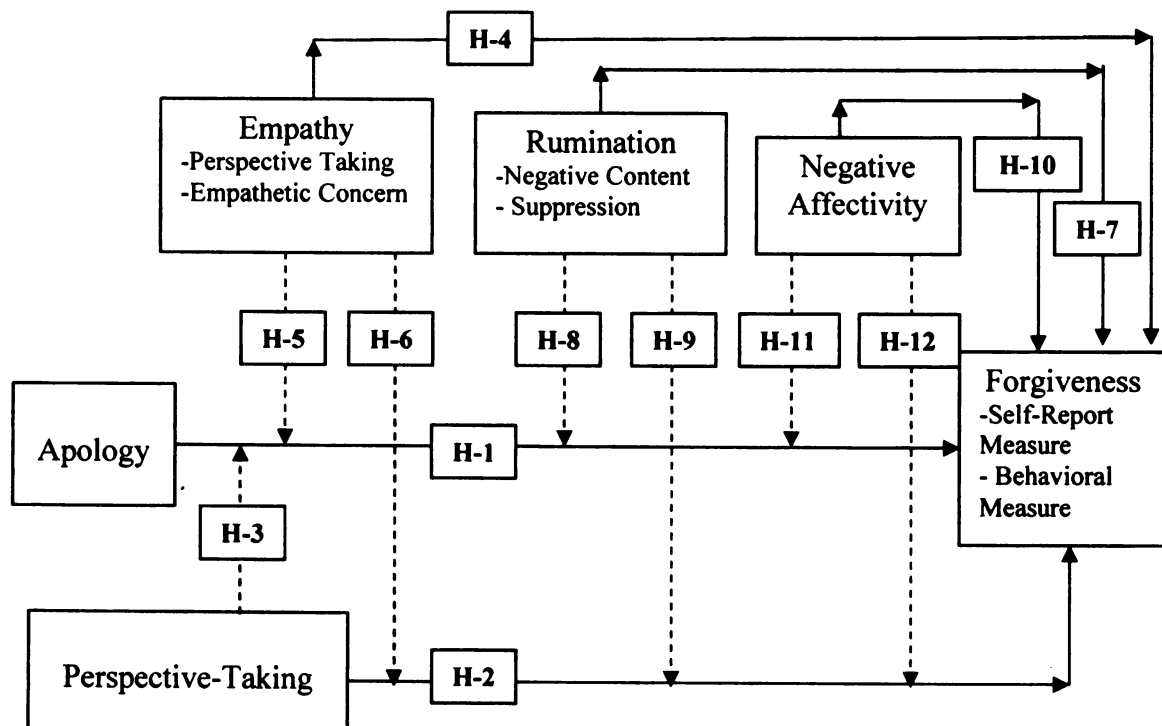 H-4
Empathy
-Perspective Taking
-Empathetic Concern
Rumination
-Negative Content
- Suppression
Negative
Affectivity
H-10
H-7
H-5
H-6
H-8
H-9
H-11
H-12
Apology
H-1
Forgiveness
-Self-Report
Measure
- Behavioral
Measure
H-3
Perspective-Taking
H-2